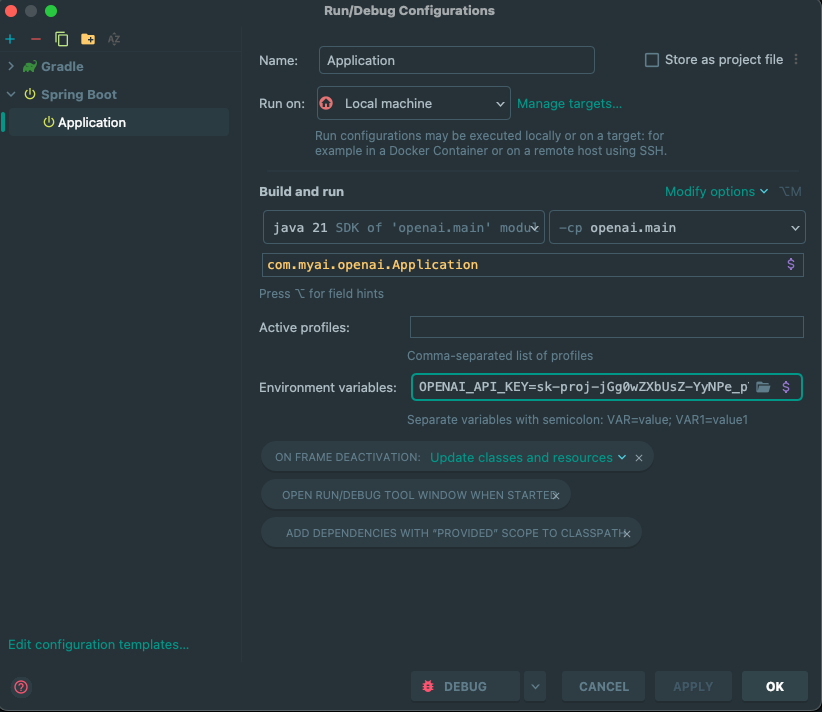 Run/Debug Configurations
Gradle
Spring Boot
Application
Edit configuration templates...
Name: Application
Store as project file
Run on: Local machine Manage targets...
Run configurations may be executed locally or on a target: for
example in a Docker Container or on a remote host using SSH.
Build and run
Modify options ⌥M
java 21 SDK of 'openai.main' modul
-cp openai.main
com.myai.openai.Application $
Press ⌥ for field hints
Active profiles:
Comma-separated list of profiles
Environment variables: OPENAI_API_KEY=sk-proj-jGg0wZXbUsZ-YyNPe_p $
Separate variables with semicolon: VAR=value; VAR1=value1
ON FRAME DEACTIVATION: Update classes and resources ×
OPEN RUN/DEBUG TOOL WINDOW WHEN STARTED ×
ADD DEPENDENCIES WITH “PROVIDED” SCOPE TO CLASSPATH ×
? DEBUG CANCEL APPLY OK